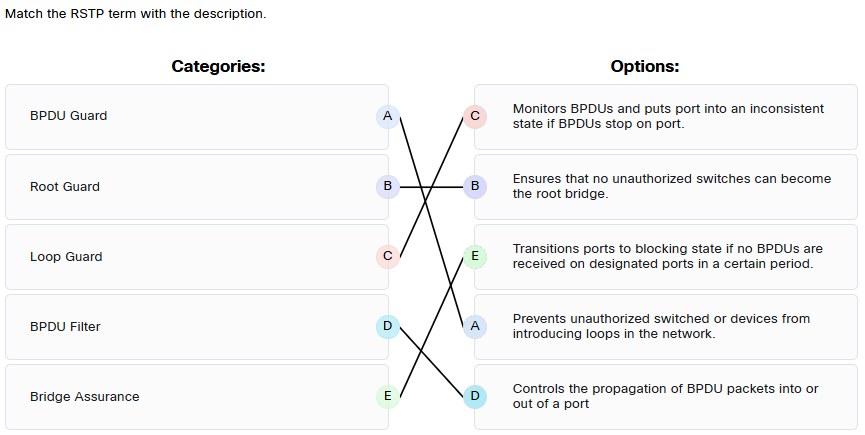 Match the RSTP term with the description.
Categories:
Options:
BPDU Guard
A
C
Monitors BPDUs and puts port into an inconsistent
state if BPDUs stop on port.
Root Guard
B
B
Ensures that no unauthorized switches can become
the root bridge.
Loop Guard
C
E
Transitions ports to blocking state if no BPDUs are
received on designated ports in a certain period.
BPDU Filter
D
A
Prevents unauthorized switched or devices from
introducing loops in the network.
Bridge Assurance
E
D
Controls the propagation of BPDU packets into or
out of a port